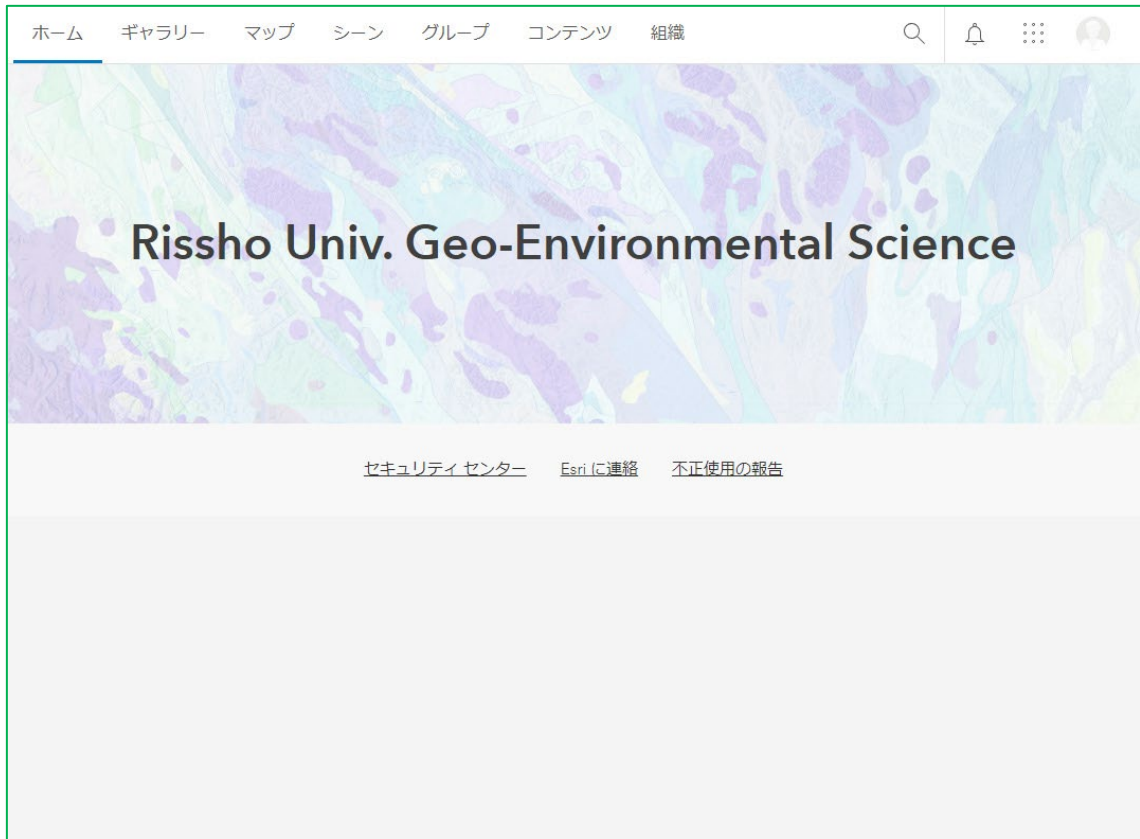 ホーム ギャラリー マップ シーン グループ コンテンツ 組織
Rissho Univ. Geo-Environmental Science
セキュリティ センター Esri に連絡 不正使用の報告